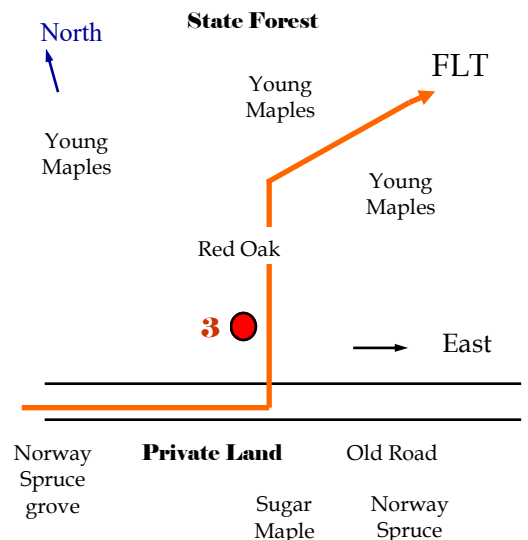 State Forest
North
FLT
Young
Maples
Young
Maples
Young
Maples
Red Oak
3
East
Norway
Spruce
grove
Private Land
Old Road
Sugar
Maple
Norway
Spruce